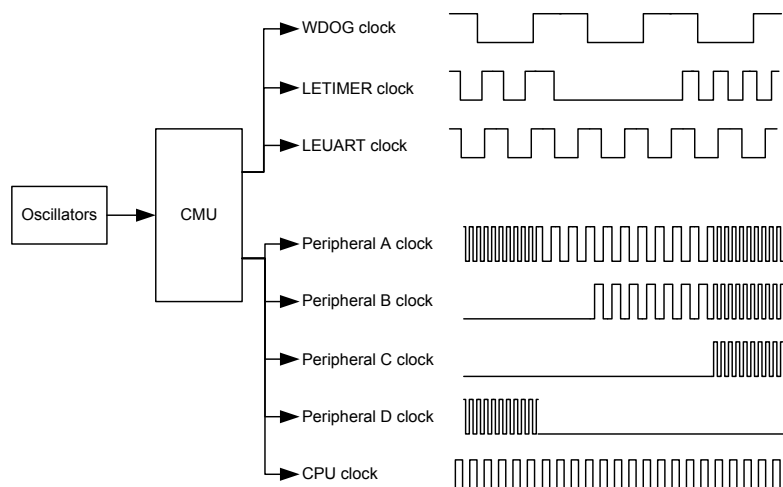 WDOG clock
LETIMER clock
LEUART clock
Oscillators
CMU
Peripheral A clock
Peripheral B clock
Peripheral C clock
Peripheral D clock
CPU clock